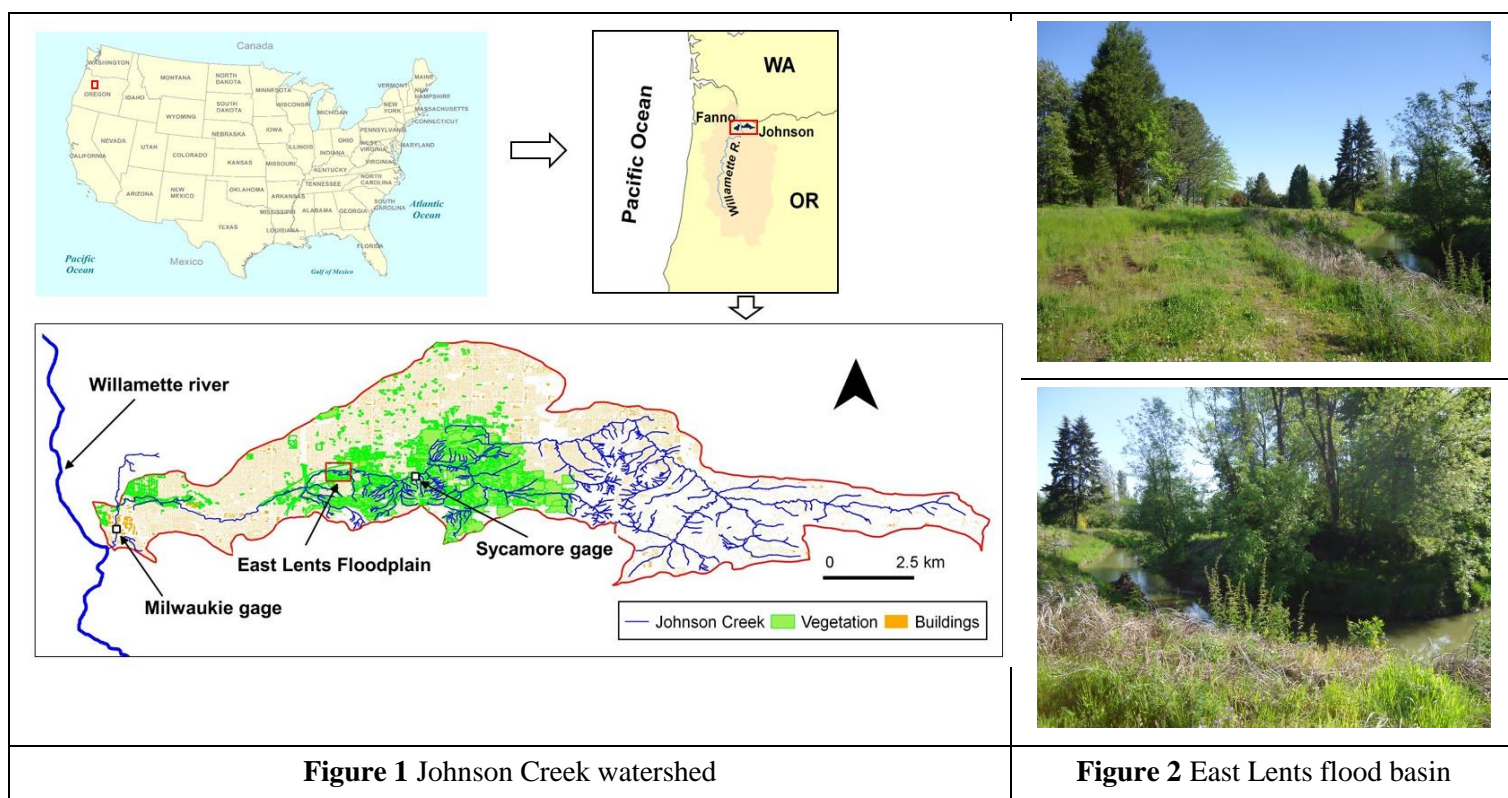 Canada
WASHINGTON
MONTANA
NORTH
DAKOTA
MINNESOTA
VERMONT
MAINE
NEW
HAMPSHIRE
MASSACHUSETTS
CONNECTICUT
OREGON
IDAHO
SOUTH
DAKOTA
WISCONSIN
MICHIGAN
NEW
YORK
WYOMING
IOWA
PENNSYLVANIA
NEBRASKA
OHIO
NEVADA
UTAH
COLORADO
KANSAS
ILLINOIS
INDIANA
WEST
VIRGINIA
MARYLAND
VIRGINIA
MISSOURI
KENTUCKY
CALIFORNIA
ARIZONA
NEW
MEXICO
OKLAHOMA
ARKANSAS
TENNESSEE
NORTH
CAROLINA
SOUTH
CAROLINA
MISSISSIPPI
ALABAMA
GEORGIA
Atlantic
Ocean
TEXAS
LOUISIANA
FLORIDA
Pacific
Ocean
Mexico
Gulf of Mexico
Pacific Ocean
WA
Fanno
Johnson
Willamette R.
OR
Willamette river
Sycamore gage
East Lents Floodplain
Milwaukie gage
0 2.5 km
Johnson Creek Vegetation Buildings
Figure 1 Johnson Creek watershed
Figure 2 East Lents flood basin